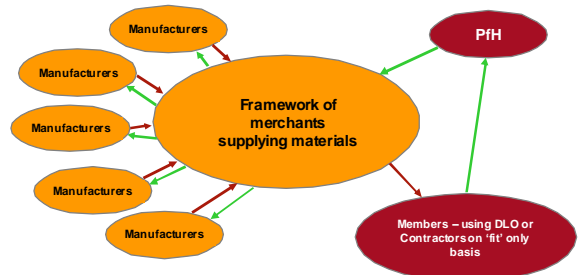 Manufacturers
PfH
Manufacturers
Framework of
merchants
supplying materials
Manufacturers
Manufacturers
Manufacturers
Members – using DLO or
Contractors on ‘fit’ only
basis